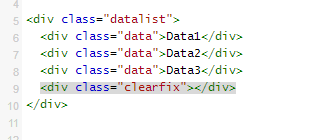 4
5 <div class="datalist">
6 <div class="data">Data1</div>
7 <div class="data">Data2</div>
8 <div class="data">Data3</div>
9 <div class="clearfix"></div>
10 </div>
11
12